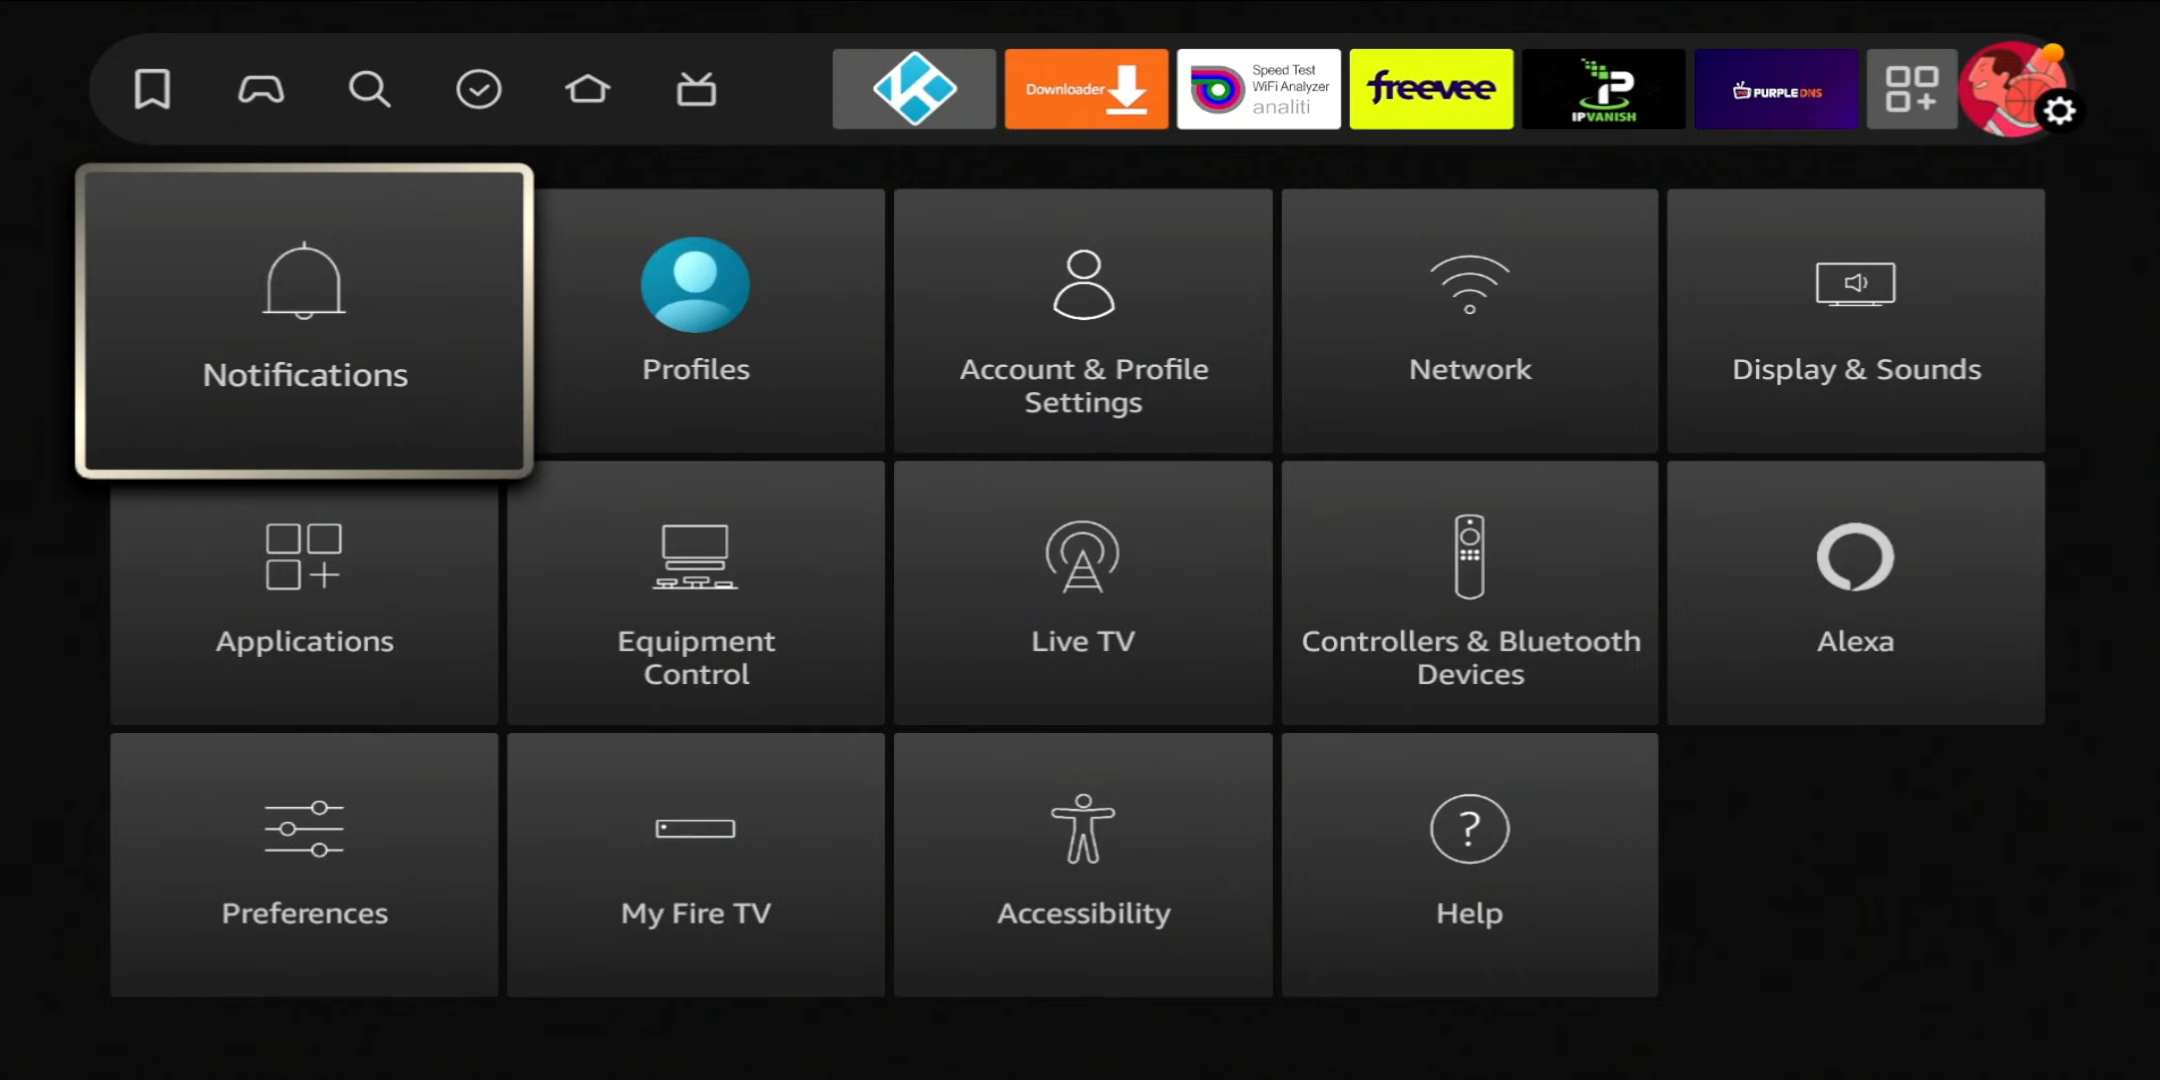 Downloader
Speed Test
WiFi Analyzer
analiti
freevee
IPVANISH
PURPLE DNS
Notifications
Profiles
Account & Profile
Settings
Network
Display & Sounds
Applications
Equipment
Control
Live TV
Controllers & Bluetooth
Devices
Alexa
Preferences
My Fire TV
Accessibility
?
Help